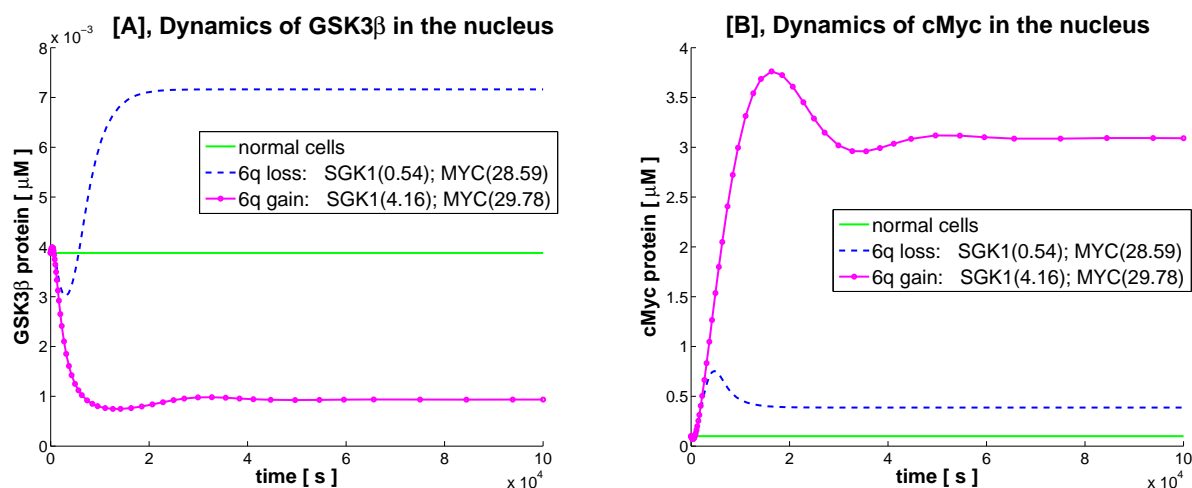 [A], Dynamics of GSK3β in the nucleus
x 10⁻³
8
7
6
5
4
3
2
1
0
GSK3β protein [ μM ]
normal cells
6q loss: SGK1(0.54); MYC(28.59)
6q gain: SGK1(4.16); MYC(29.78)
0 2 4 6 8 10
time [ s ]
x 10⁴
[B], Dynamics of cMyc in the nucleus
4
3.5
3
2.5
2
1.5
1
0.5
0
cMyc protein [ μM ]
normal cells
6q loss: SGK1(0.54); MYC(28.59)
6q gain: SGK1(4.16); MYC(29.78)
0 2 4 6 8 10
time [ s ]
x 10⁴